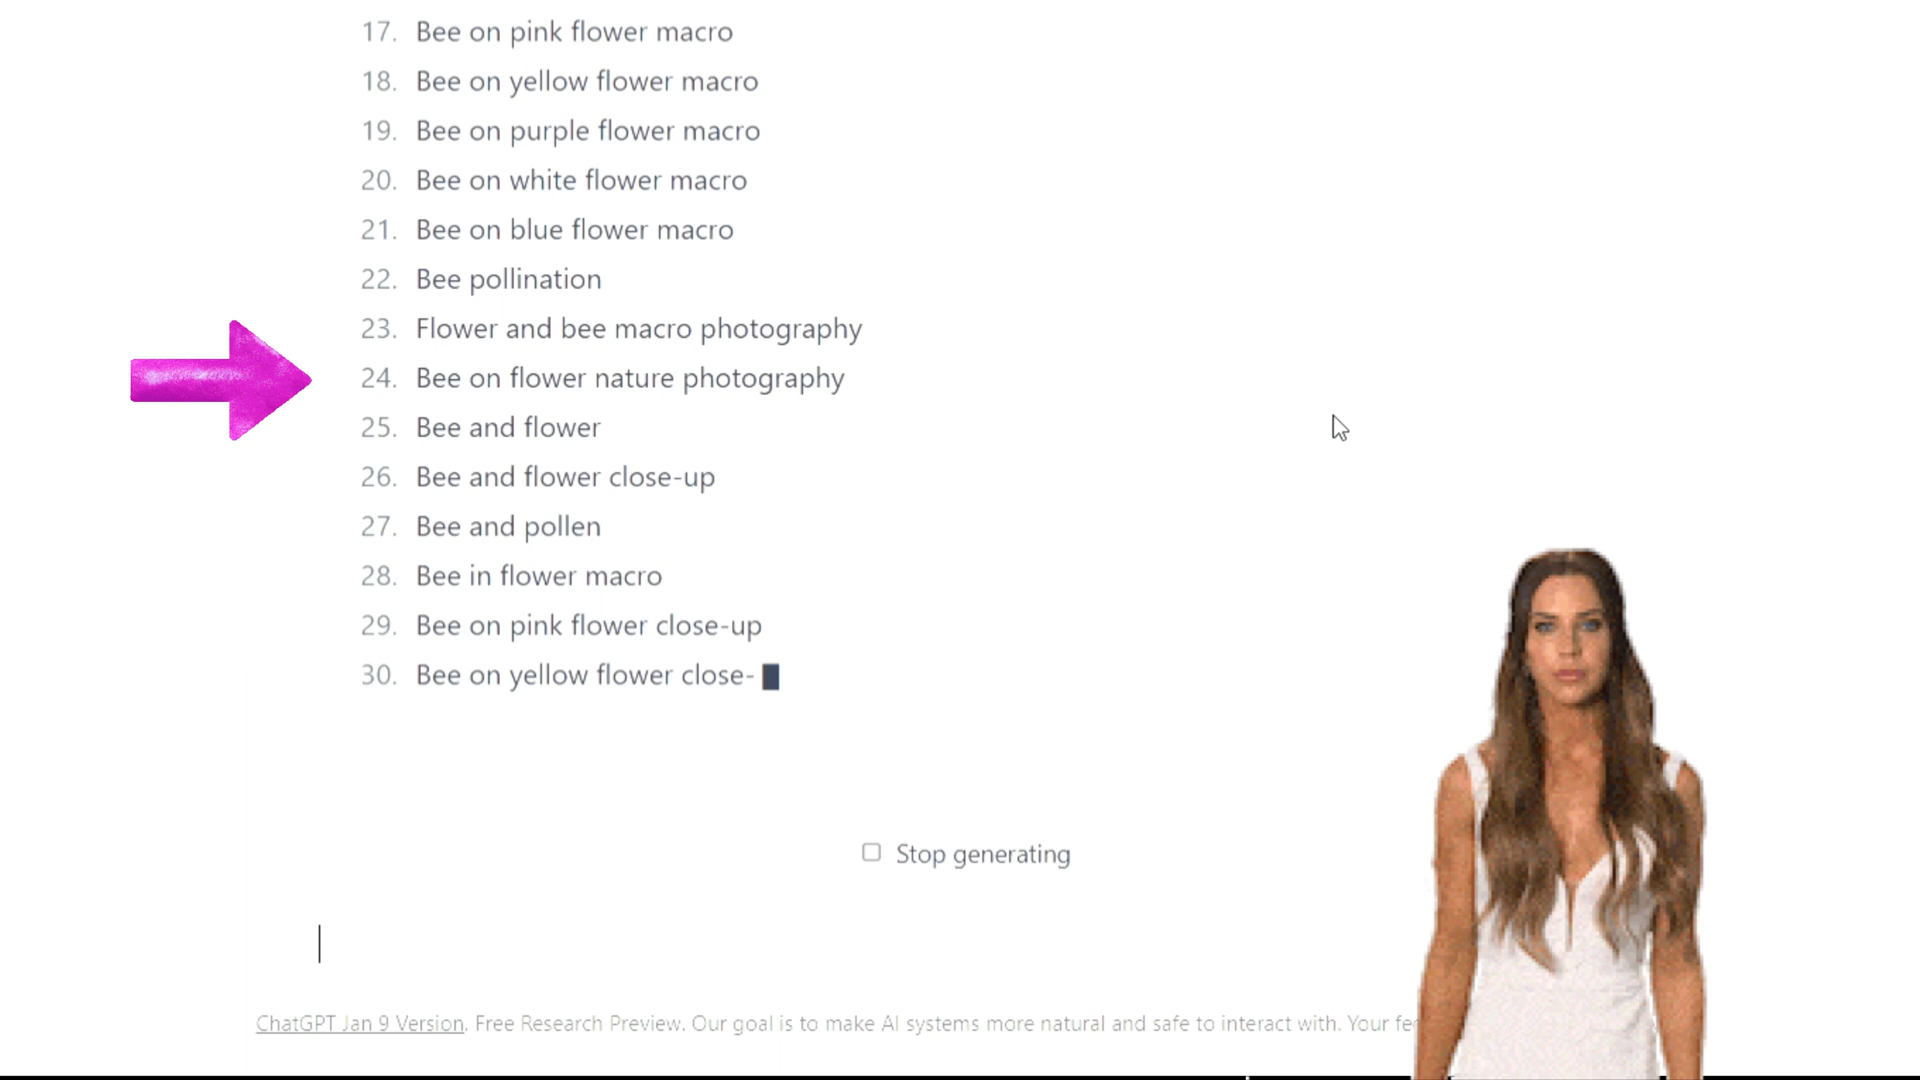 17. Bee on pink flower macro
18. Bee on yellow flower macro
19. Bee on purple flower macro
20. Bee on white flower macro
21. Bee on blue flower macro
22. Bee pollination
23. Flower and bee macro photography
24. Bee on flower nature photography
25. Bee and flower
26. Bee and flower close-up
27. Bee and pollen
28. Bee in flower macro
29. Bee on pink flower close-up
30. Bee on yellow flower close-
Stop generating
ChatGPT Jan 9 Version. Free Research Preview. Our goal is to make AI systems more natural and safe to interact with. Your